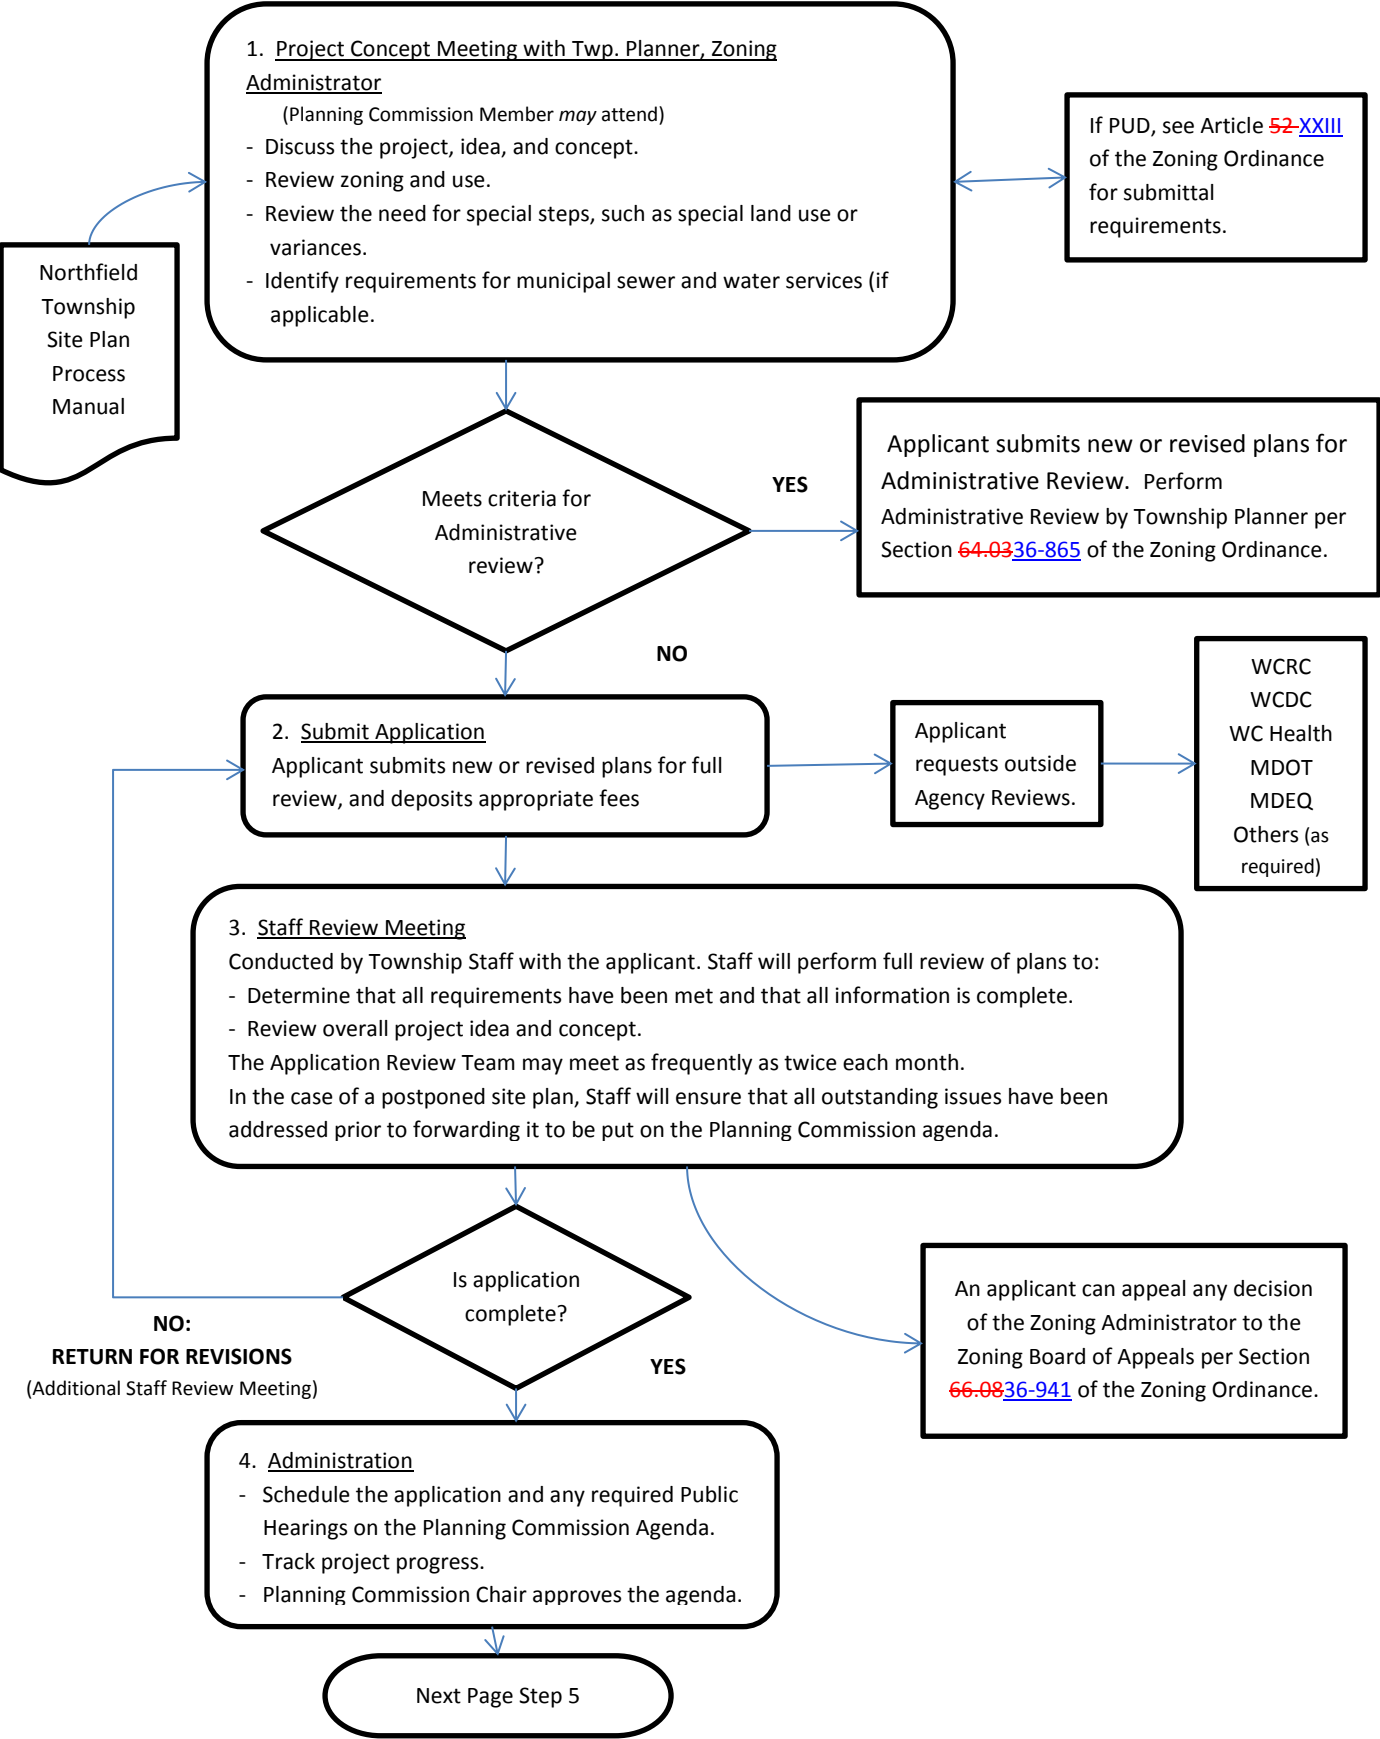 1. Project Concept Meeting with Twp. Planner, Zoning
Administrator
(Planning Commission Member may attend)
- Discuss the project, idea, and concept.
- Review zoning and use.
- Review the need for special steps, such as special land use or
variances.
- Identify requirements for municipal sewer and water services (if
applicable.
If PUD, see Article 52 XXIII
of the Zoning Ordinance
for submittal
requirements.
Northfield
Township
Site Plan
Process
Manual
Meets criteria for
Administrative
review?
YES
Applicant submits new or revised plans for
Administrative Review. Perform
Administrative Review by Township Planner per
Section 64.0336-865 of the Zoning Ordinance.
NO
2. Submit Application
Applicant submits new or revised plans for full
review, and deposits appropriate fees
Applicant
requests outside
Agency Reviews.
WCRC
WCDC
WC Health
MDOT
MDEQ
Others (as
required)
3. Staff Review Meeting
Conducted by Township Staff with the applicant. Staff will perform full review of plans to:
- Determine that all requirements have been met and that all information is complete.
- Review overall project idea and concept.
The Application Review Team may meet as frequently as twice each month.
In the case of a postponed site plan, Staff will ensure that all outstanding issues have been
addressed prior to forwarding it to be put on the Planning Commission agenda.
Is application
complete?
NO:
RETURN FOR REVISIONS
(Additional Staff Review Meeting)
YES
An applicant can appeal any decision
of the Zoning Administrator to the
Zoning Board of Appeals per Section
66.0836-941 of the Zoning Ordinance.
4. Administration
- Schedule the application and any required Public
Hearings on the Planning Commission Agenda.
- Track project progress.
- Planning Commission Chair approves the agenda.
Next Page Step 5